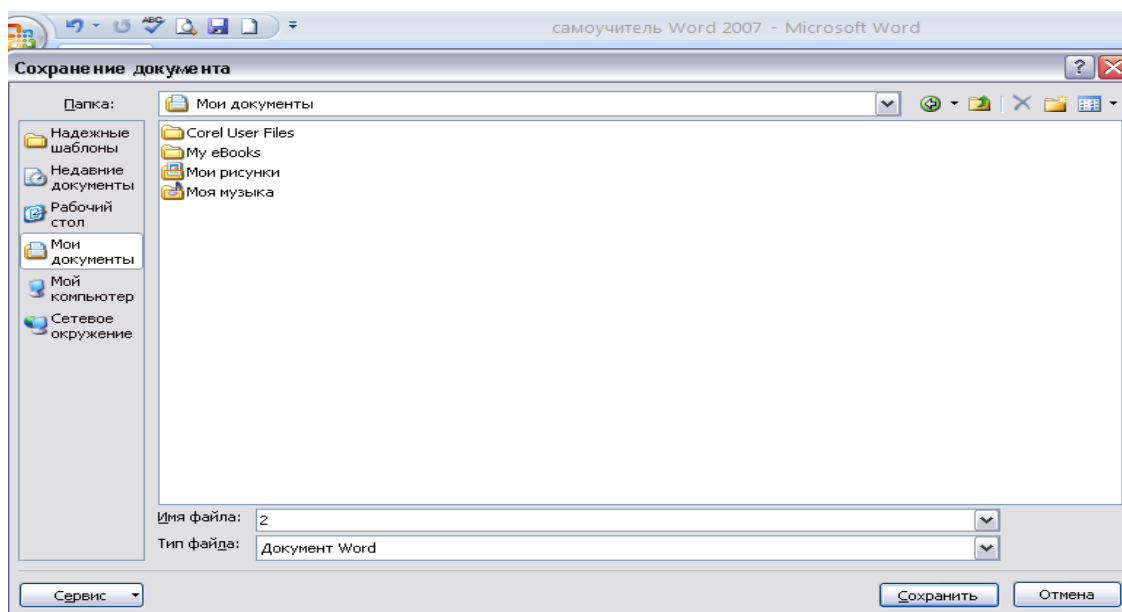 ABC
самоучитель Word 2007 - Microsoft Word
Сохранение документа
?
Папка:
Мои документы
Надежные
шаблоны
Недавние
документы
Рабочий
стол
Мои
документы
Мой
компьютер
Сетевое
окружение
Corel User Files
My eBooks
Мои рисунки
Моя музыка
Имя файла:
2
Тип файла:
Документ Word
Сервис
Сохранить
Отмена